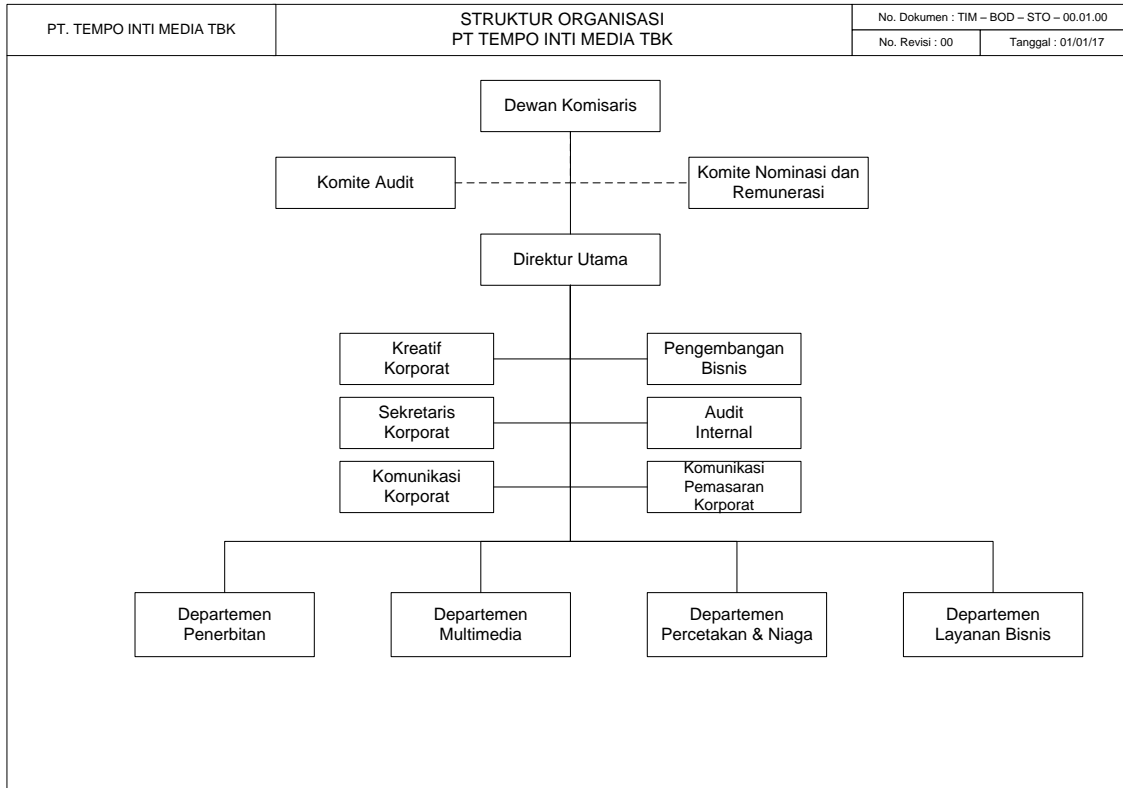 PT. TEMPO INTI MEDIA TBK
STRUKTUR ORGANISASI
PT TEMPO INTI MEDIA TBK
No. Dokumen : TIM – BOD – STO – 00.01.00
No. Revisi : 00
Tanggal : 01/01/17
Dewan Komisaris
Komite Audit
Komite Nominasi dan
Remunerasi
Direktur Utama
Kreatif
Korporat
Pengembangan
Bisnis
Sekretaris
Korporat
Audit
Internal
Komunikasi
Korporat
Komunikasi
Pemasaran
Korporat
Departemen
Penerbitan
Departemen
Multimedia
Departemen
Percetakan & Niaga
Departemen
Layanan Bisnis